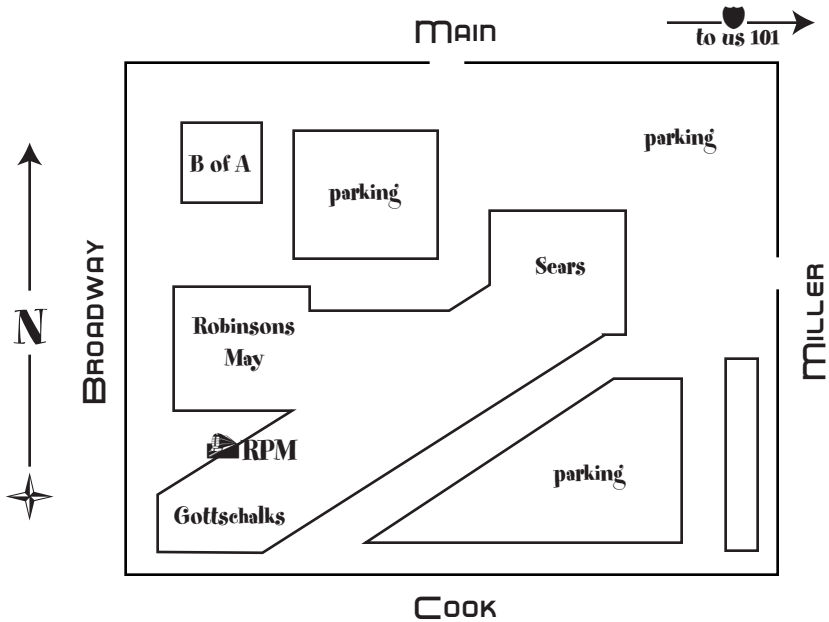 Main
to us 101
parking
B of A
parking
Sears
Broadway
Miller
N
Robinsons
May
RPM
parking
Gottschalks
Cook